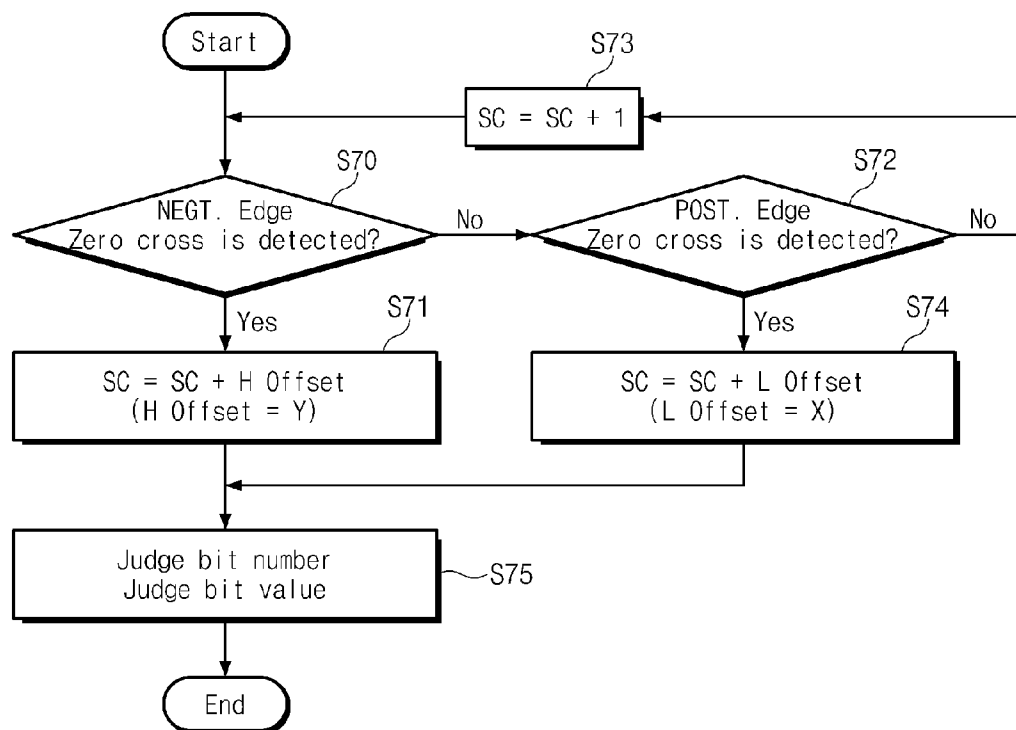 Start
S73
SC = SC + 1
S70
NEGT. Edge
Zero cross is detected?
No
S72
POST. Edge
Zero cross is detected?
No
Yes
S71
SC = SC + H Offset
(H Offset = Y)
Yes
S74
SC = SC + L Offset
(L Offset = X)
Judge bit number
Judge bit value
S75
End